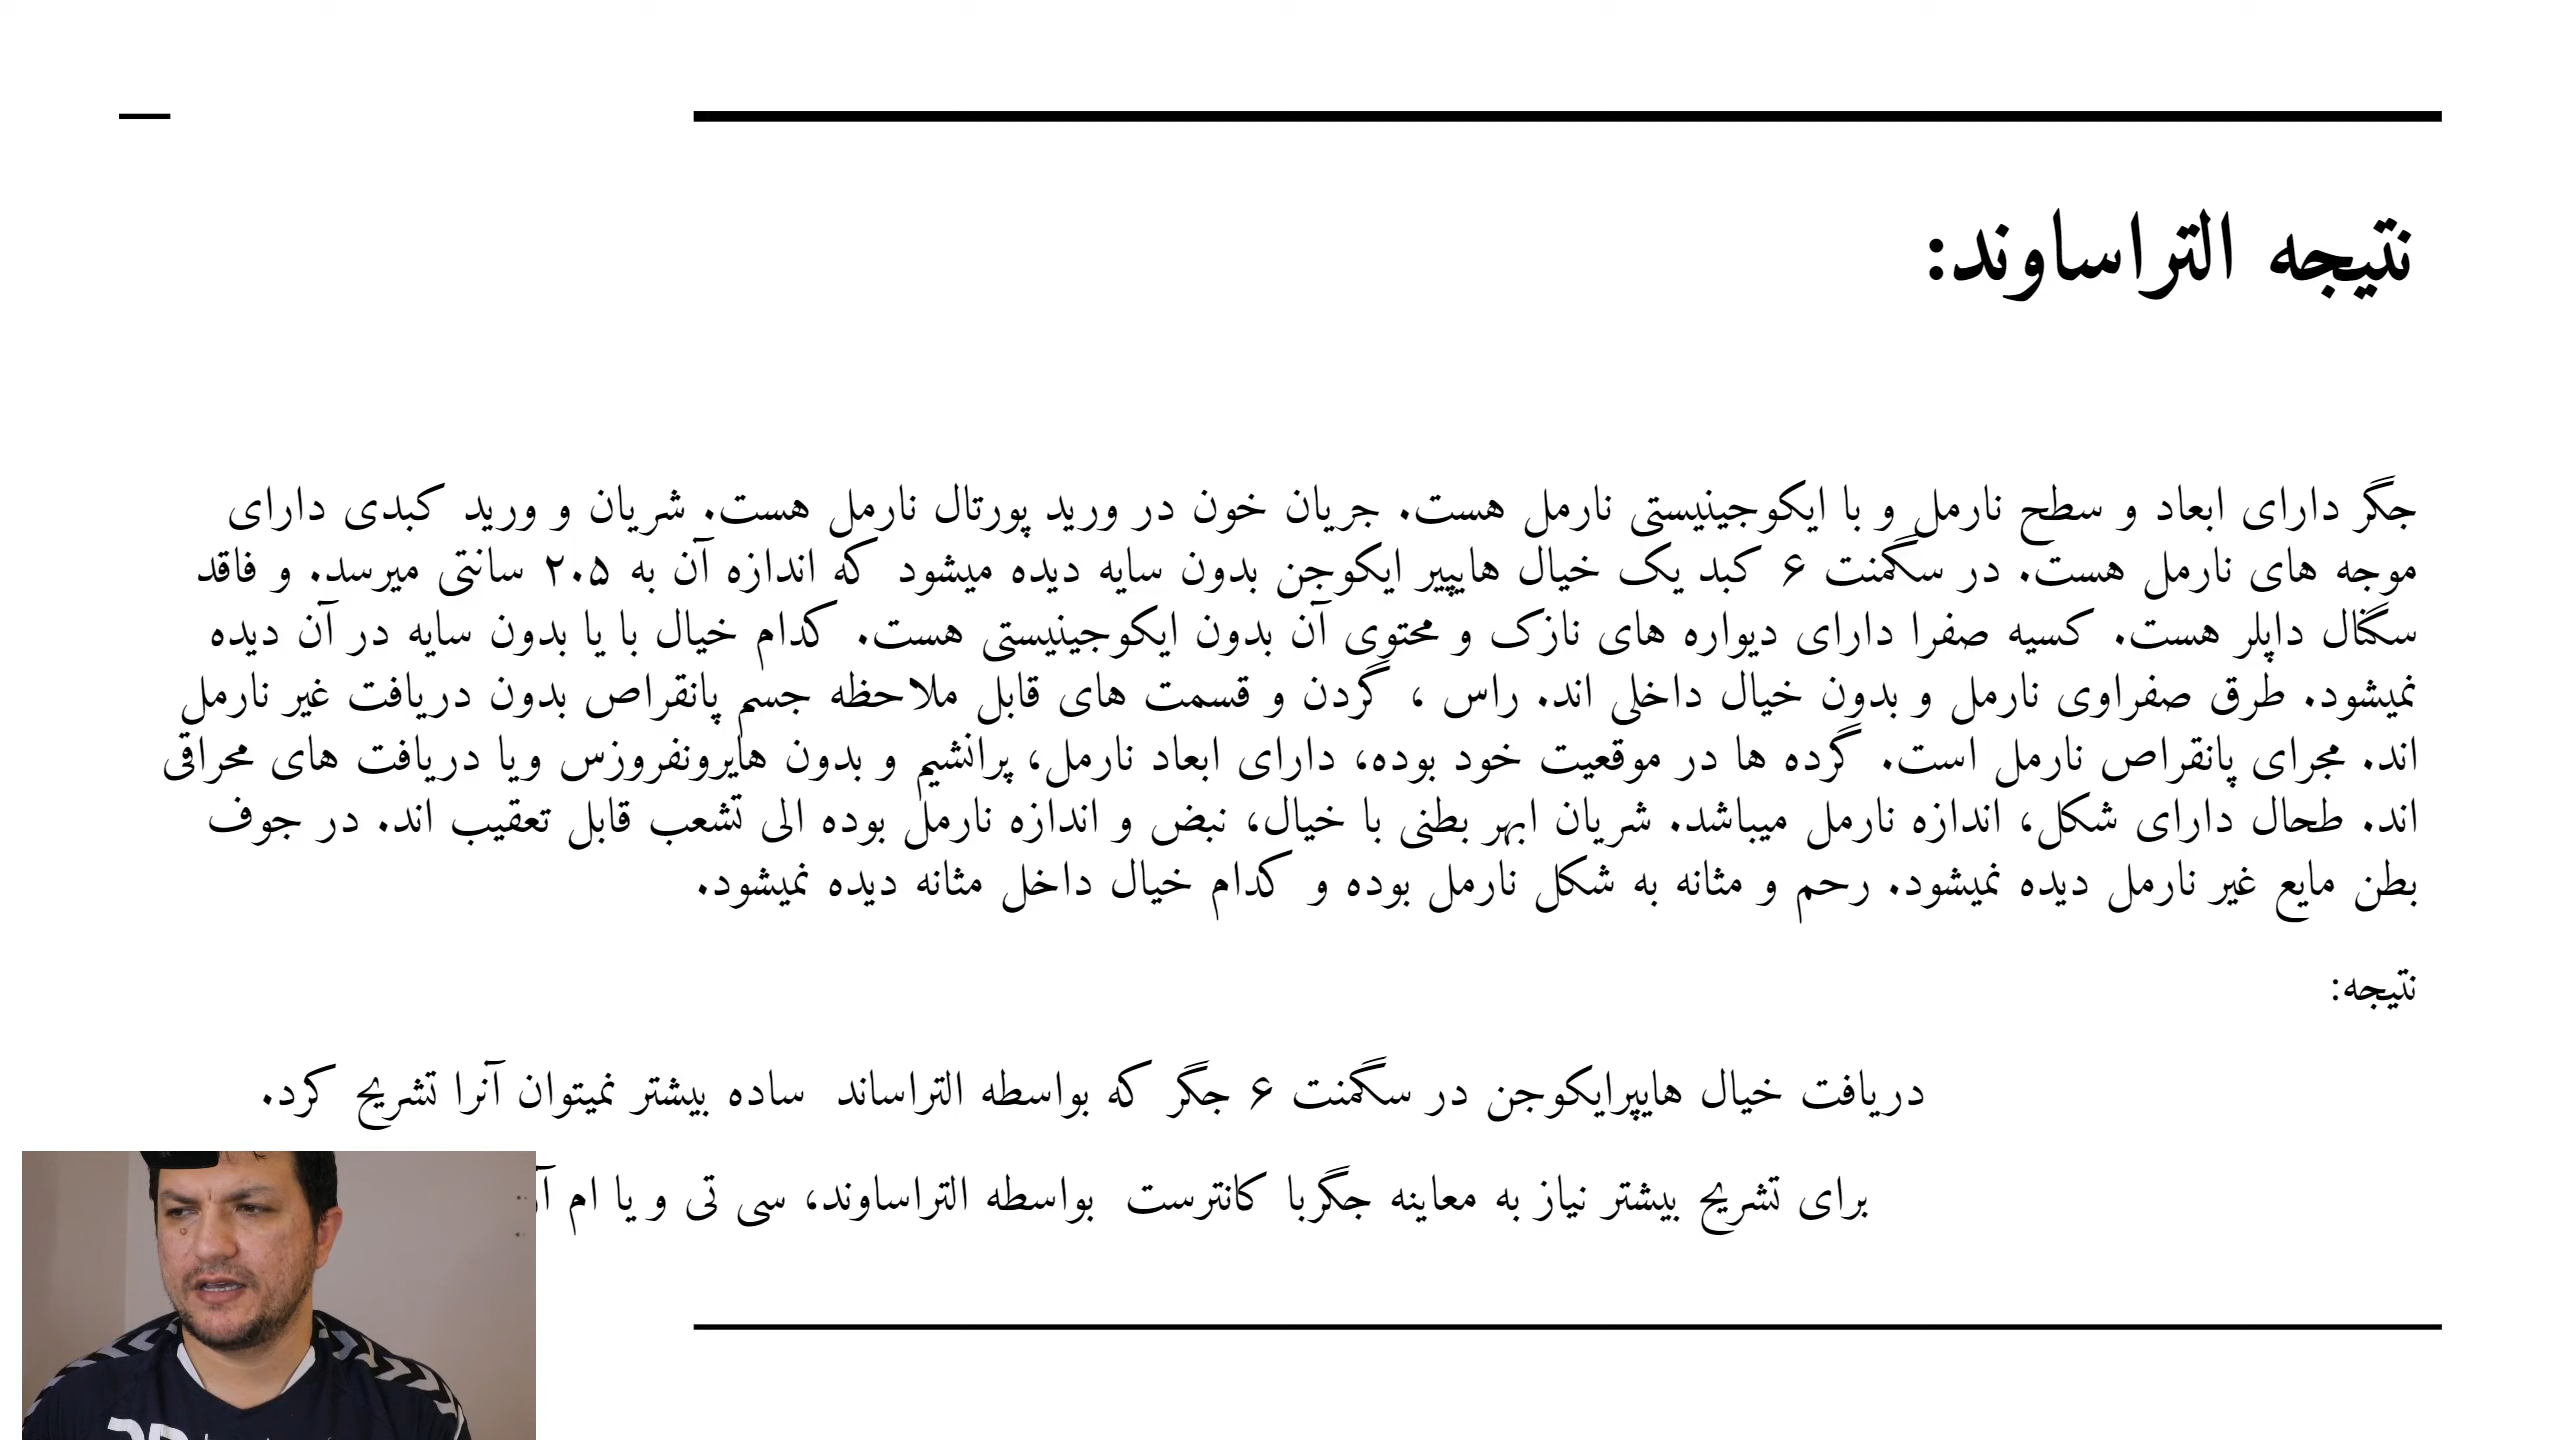 نتیجه التراساوند:
جگر دارای ابعاد و سطح نارمل و با ایکوجینیستی نارمل هست. جریان خون در ورید پورتال نارمل هست. شریان و ورید کبدی دارای
موجه های نارمل هست. در سگمنت ۶ کبد یک خیال هایپیر ایکوجن بدون سایه دیده میشود که اندازه آن به ۲.۵ سانتی میرسد. و فاقد
سگنال داپلر هست. کسیه صفرا دارای دیواره های نازک و محتوی آن بدون ایکوجینیستی هست. کدام خیال با یا بدون سایه در آن دیده
نمیشود. طرق صفراوی نارمل و بدون خیال داخلی اند. راس ، گردن و قسمت های قابل ملاحظه جسم پانقراص بدون دریافت غیر نارمل
اند. مجرای پانقراص نارمل است. گرده ها در موقعیت خود بوده، دارای ابعاد نارمل، پرانشیم و بدون هایرونفروزس ویا دریافت های محراقی
اند. طحال دارای شکل، اندازه نارمل میباشد. شریان ابهر بطنی با خیال، نبض و اندازه نارمل بوده الی تشعب قابل تعقیب اند. در جوف
بطن مایع غیر نارمل دیده نمیشود. رحم و مثانه به شکل نارمل بوده و کدام خیال داخل مثانه دیده نمیشود.
نتیجه:
دریافت خیال هایپرایکوجن در سگمنت ۶ جگر که بواسطه التراساند ساده بیشتر نمیتوان آنرا تشریح کرد.
برای تشریح بیشتر نیاز به معاینه جگربا کانترست بواسطه التراساوند، سی تی و یا ام